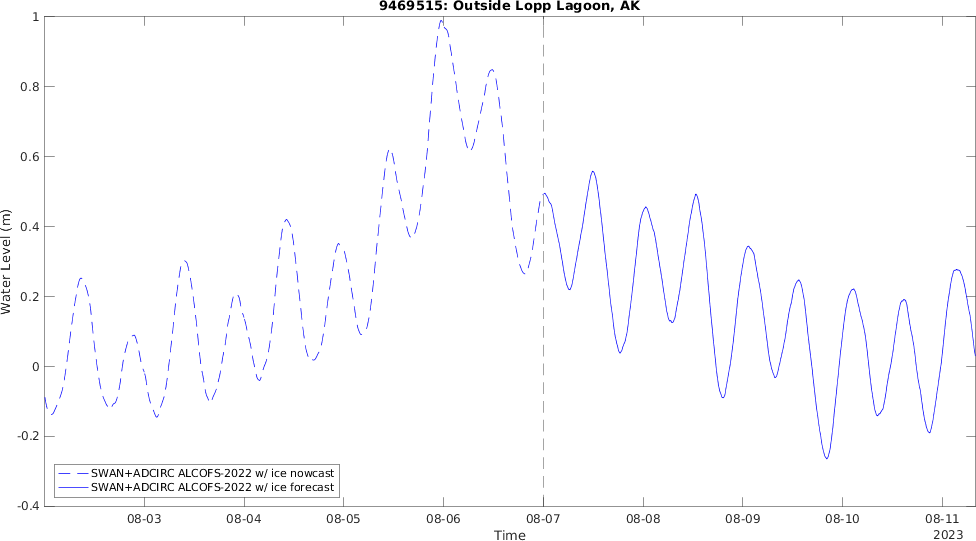 9469515: Outside Lopp Lagoon, AK
1
0.8
0.6
0.4
0.2
0
-0.2
-0.4
Water Level (m)
SWAN+ADCIRC ALCOFS-2022 w/ ice nowcast
SWAN+ADCIRC ALCOFS-2022 w/ ice forecast
08-03 08-04 08-05 08-06 08-07 08-08 08-09 08-10 08-11
Time
2023